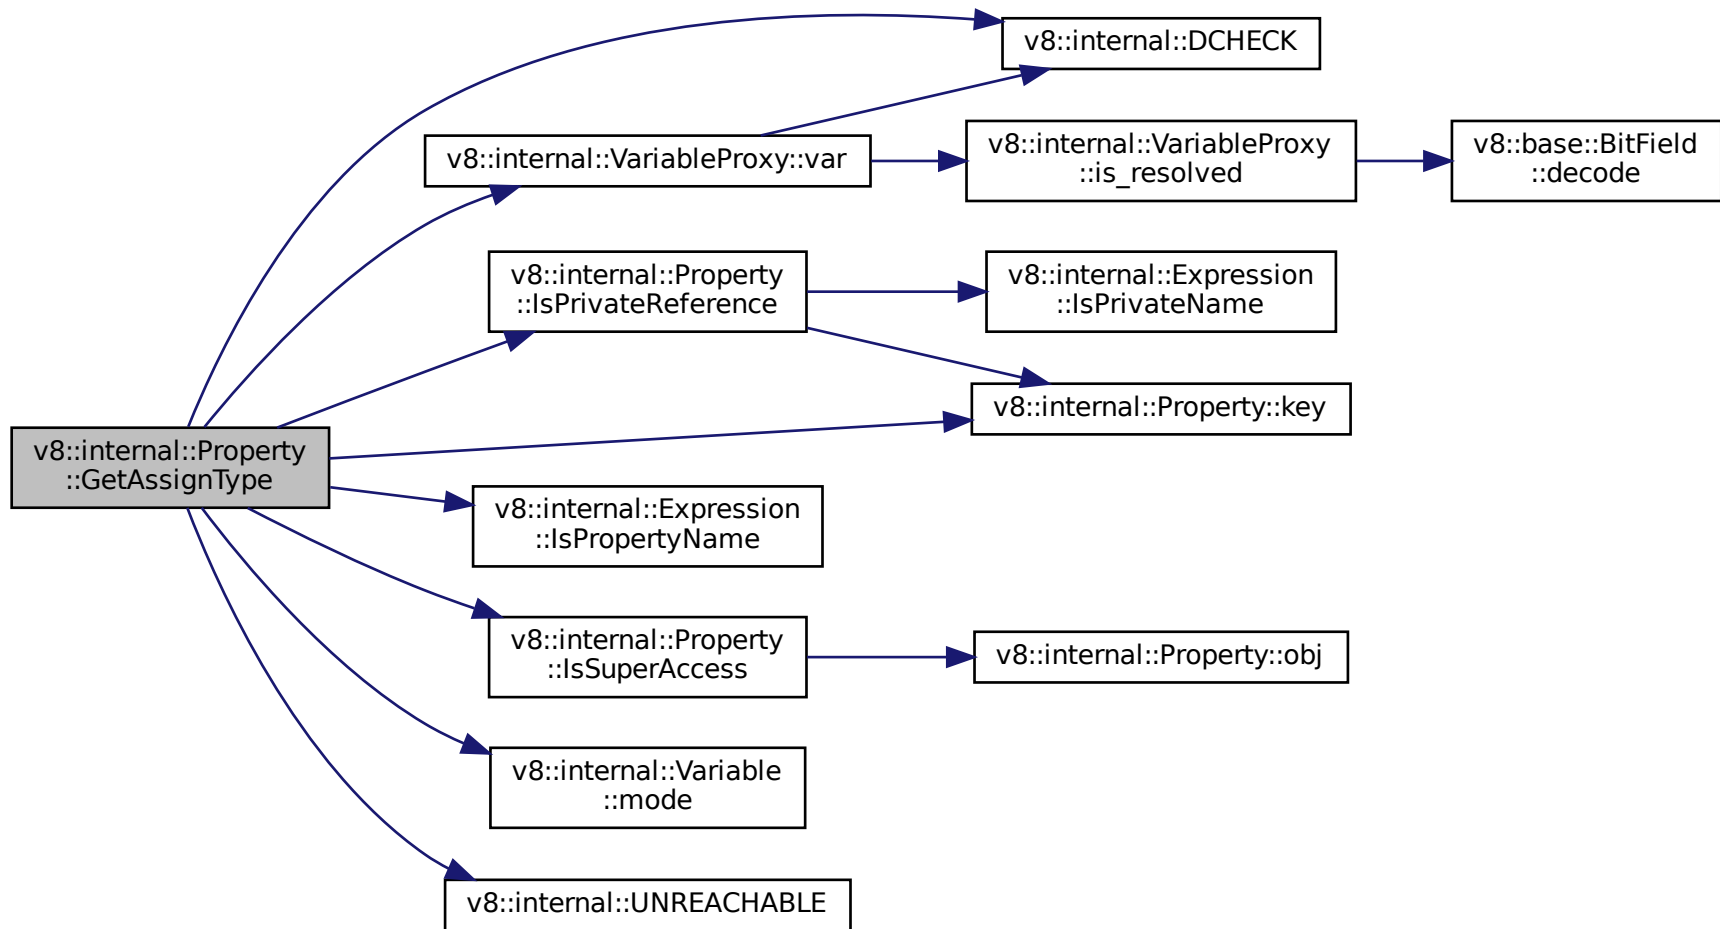 v8::internal::DCHECK
v8::internal::VariableProxy::var
v8::internal::VariableProxy
::is_resolved
v8::base::BitField
::decode
v8::internal::Property
::IsPrivateReference
v8::internal::Expression
::IsPrivateName
v8::internal::Property::key
v8::internal::Property
::GetAssignType
v8::internal::Expression
::IsPropertyName
v8::internal::Property
::IsSuperAccess
v8::internal::Property::obj
v8::internal::Variable
::mode
v8::internal::UNREACHABLE